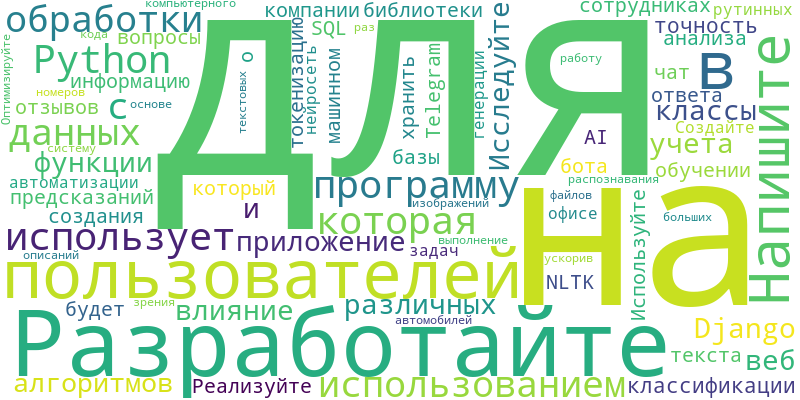 компьютерного
обработки
для
компании
библиотеки
сотрудниках
рутинных
кода
вопросы
SQL
раз
точность
Python
о
токенизацию
нейросеть
машинном
хранить
Telegram
генерации
Исследуйте
работу
анализа
в
чат
Оптимизируйте
информацию
номеров
основе
отзывов
с
текстовых
ответа
классы
Напишите
данных
AI
Создайте
учета
систему
функции
базы
бота
обучении
автоматизации
который
программу
распознавания
предсказаний
изображений
файлов
создания
и
которая
офисе
больших
на
использует
приложение
задач
выполнение
Используйте
описаний
ускорив
пользователей
NLTK
будет
зрения
влияние
различных
автомобилей
Разработайте
Django
текста
веб
алгоритмов
Реализуйте
использованием
классификации